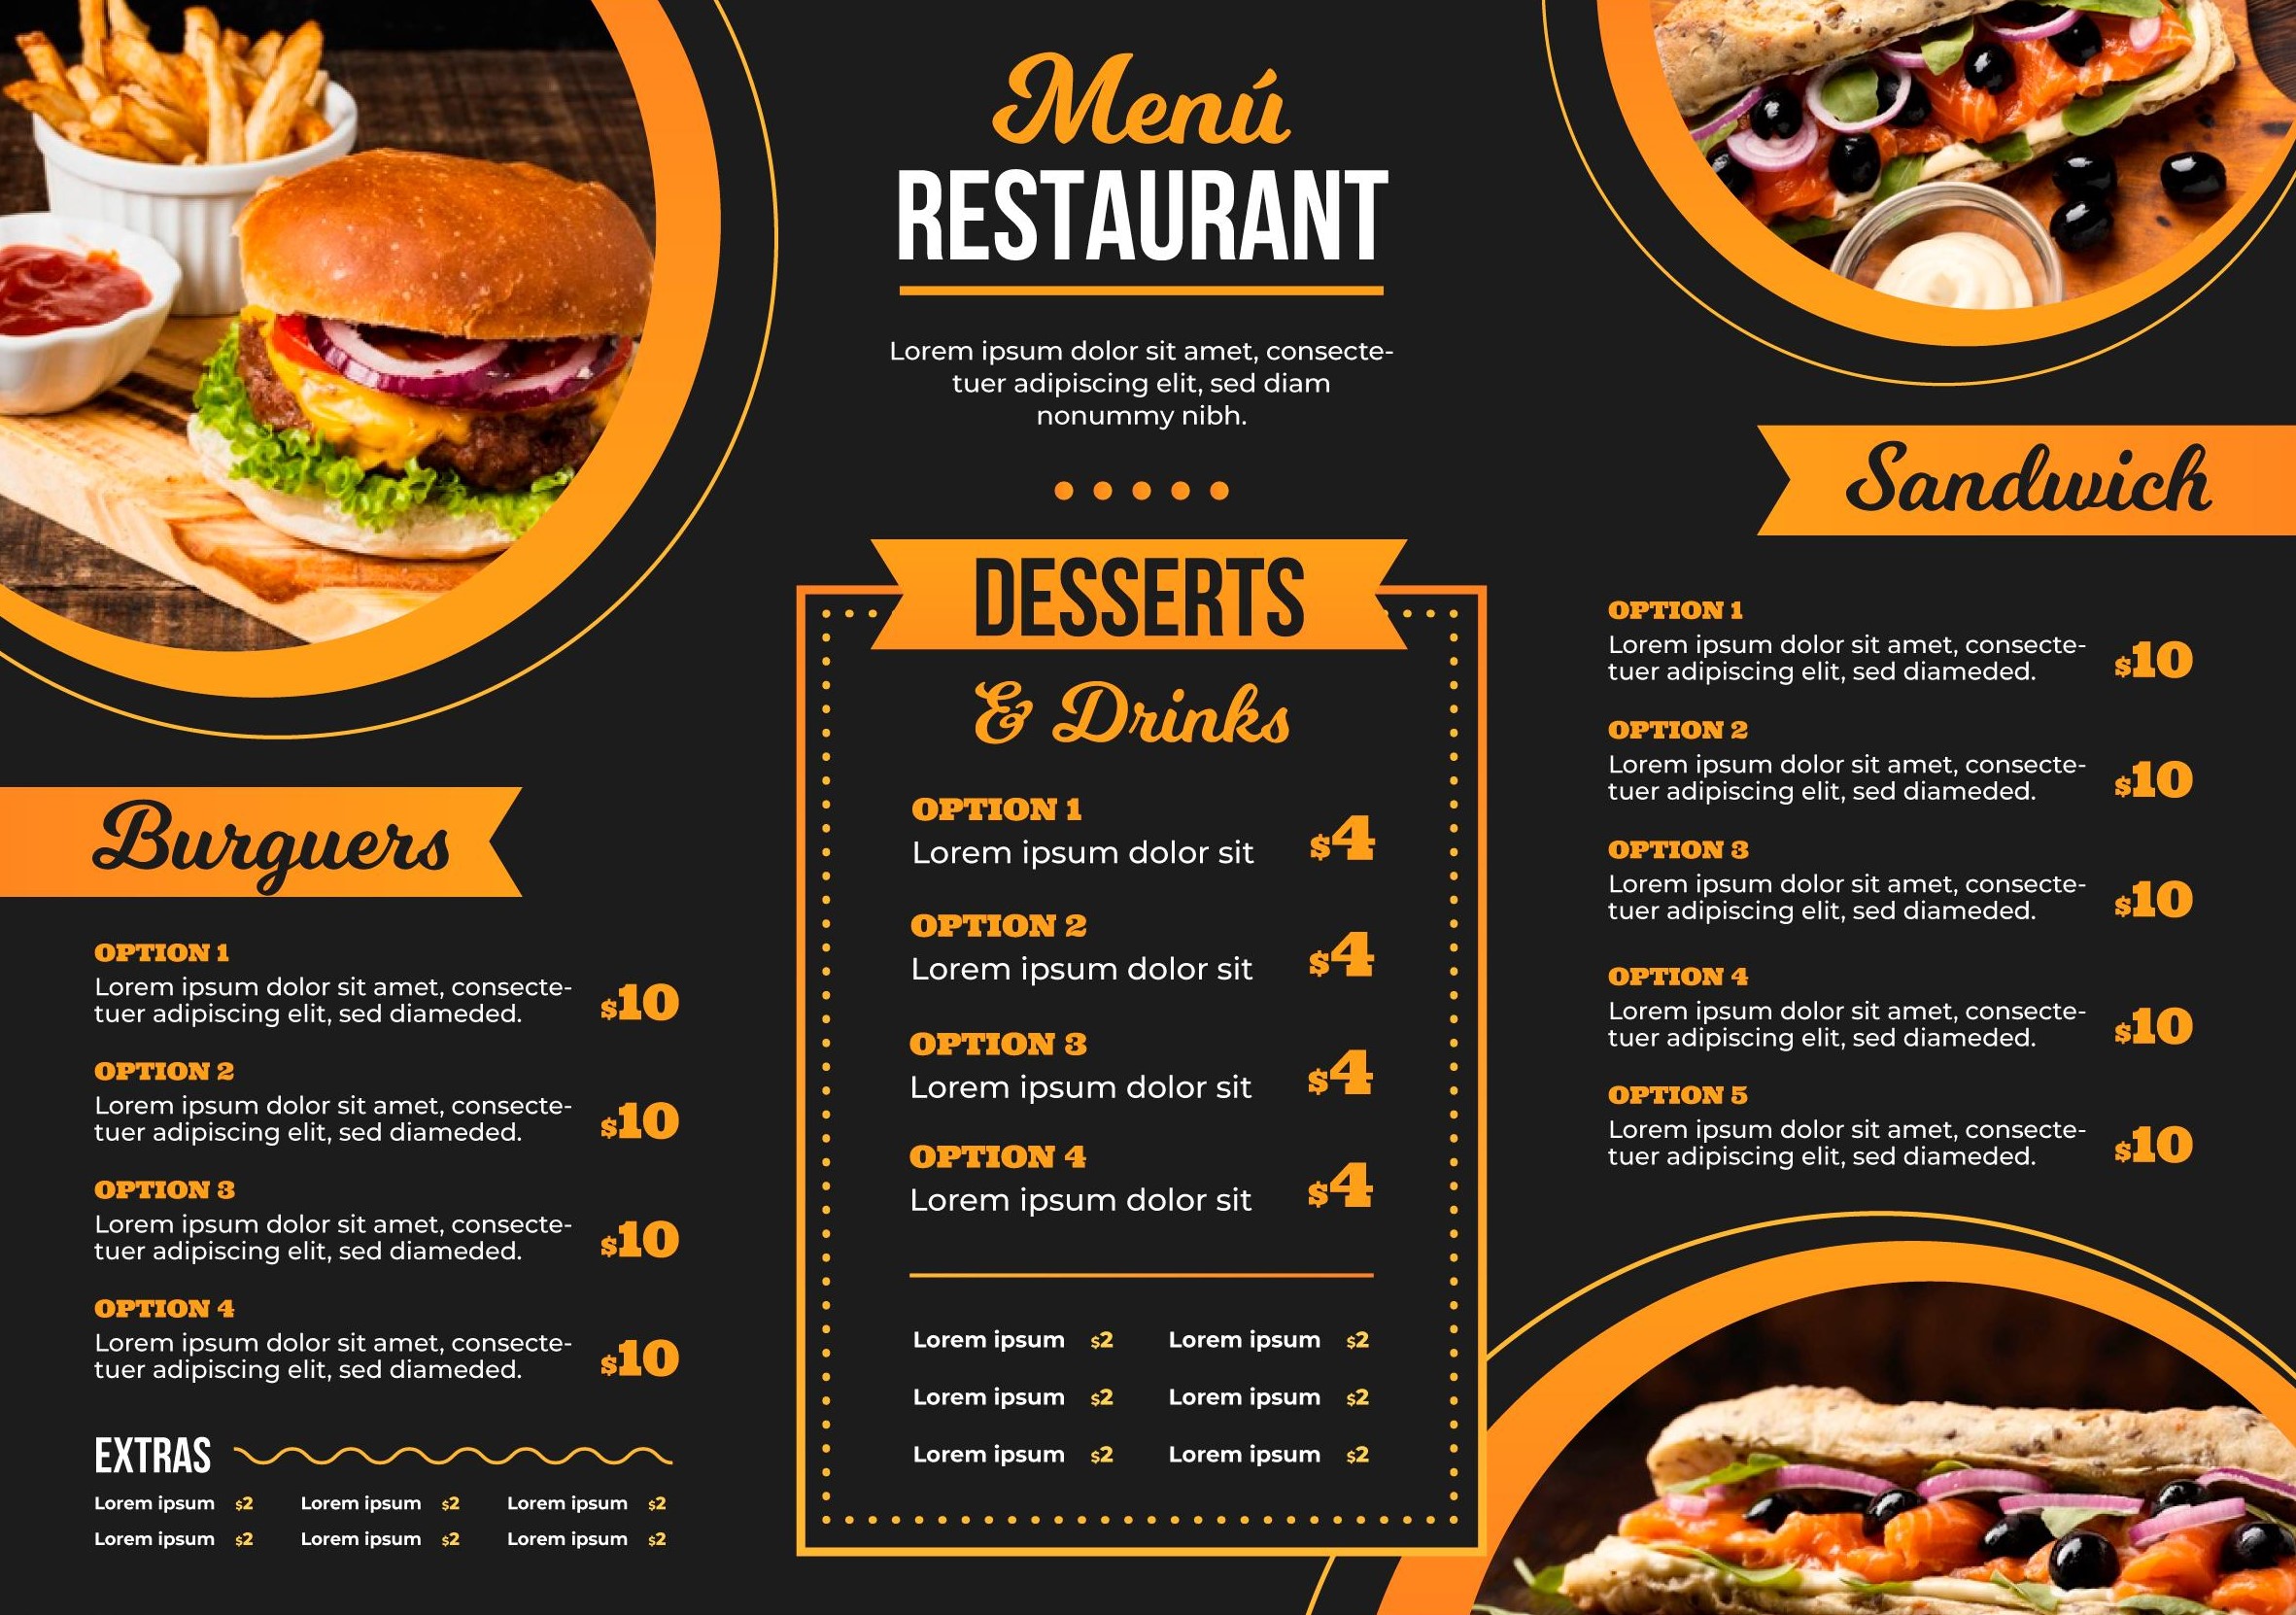 Menú
RESTAURANT
Lorem ipsum dolor sit amet, consecte-
tuer adipiscing elit, sed diam
nonummy nibh.
Burguers
OPTION 1
Lorem ipsum dolor sit amet, consecte-
tuer adipiscing elit, sed diameded.
$10
OPTION 2
Lorem ipsum dolor sit amet, consecte-
tuer adipiscing elit, sed diameded.
$10
OPTION 3
Lorem ipsum dolor sit amet, consecte-
tuer adipiscing elit, sed diameded.
$10
OPTION 4
Lorem ipsum dolor sit amet, consecte-
tuer adipiscing elit, sed diameded.
$10
EXTRAS
Lorem ipsum $2 Lorem ipsum $2 Lorem ipsum $2
Lorem ipsum $2 Lorem ipsum $2 Lorem ipsum $2
DESSERTS
& Drinks
OPTION 1
Lorem ipsum dolor sit $4
OPTION 2
Lorem ipsum dolor sit $4
OPTION 3
Lorem ipsum dolor sit $4
OPTION 4
Lorem ipsum dolor sit $4
Lorem ipsum $2 Lorem ipsum $2
Lorem ipsum $2 Lorem ipsum $2
Lorem ipsum $2 Lorem ipsum $2
Sandwich
OPTION 1
Lorem ipsum dolor sit amet, consecte-
tuer adipiscing elit, sed diameded.
$10
OPTION 2
Lorem ipsum dolor sit amet, consecte-
tuer adipiscing elit, sed diameded.
$10
OPTION 3
Lorem ipsum dolor sit amet, consecte-
tuer adipiscing elit, sed diameded.
$10
OPTION 4
Lorem ipsum dolor sit amet, consecte-
tuer adipiscing elit, sed diameded.
$10
OPTION 5
Lorem ipsum dolor sit amet, consecte-
tuer adipiscing elit, sed diameded.
$10